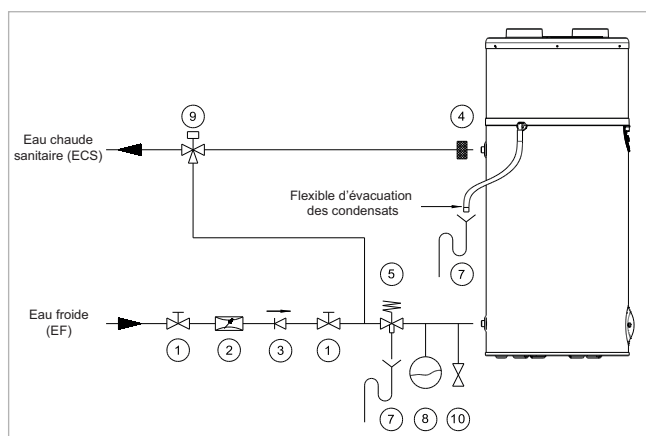 9
4
Eau chaude
sanitaire (ECS)
Flexible d'évacuation
des condensats
7
5
Eau froide
(EF)
1
2
3
1
7
8
10